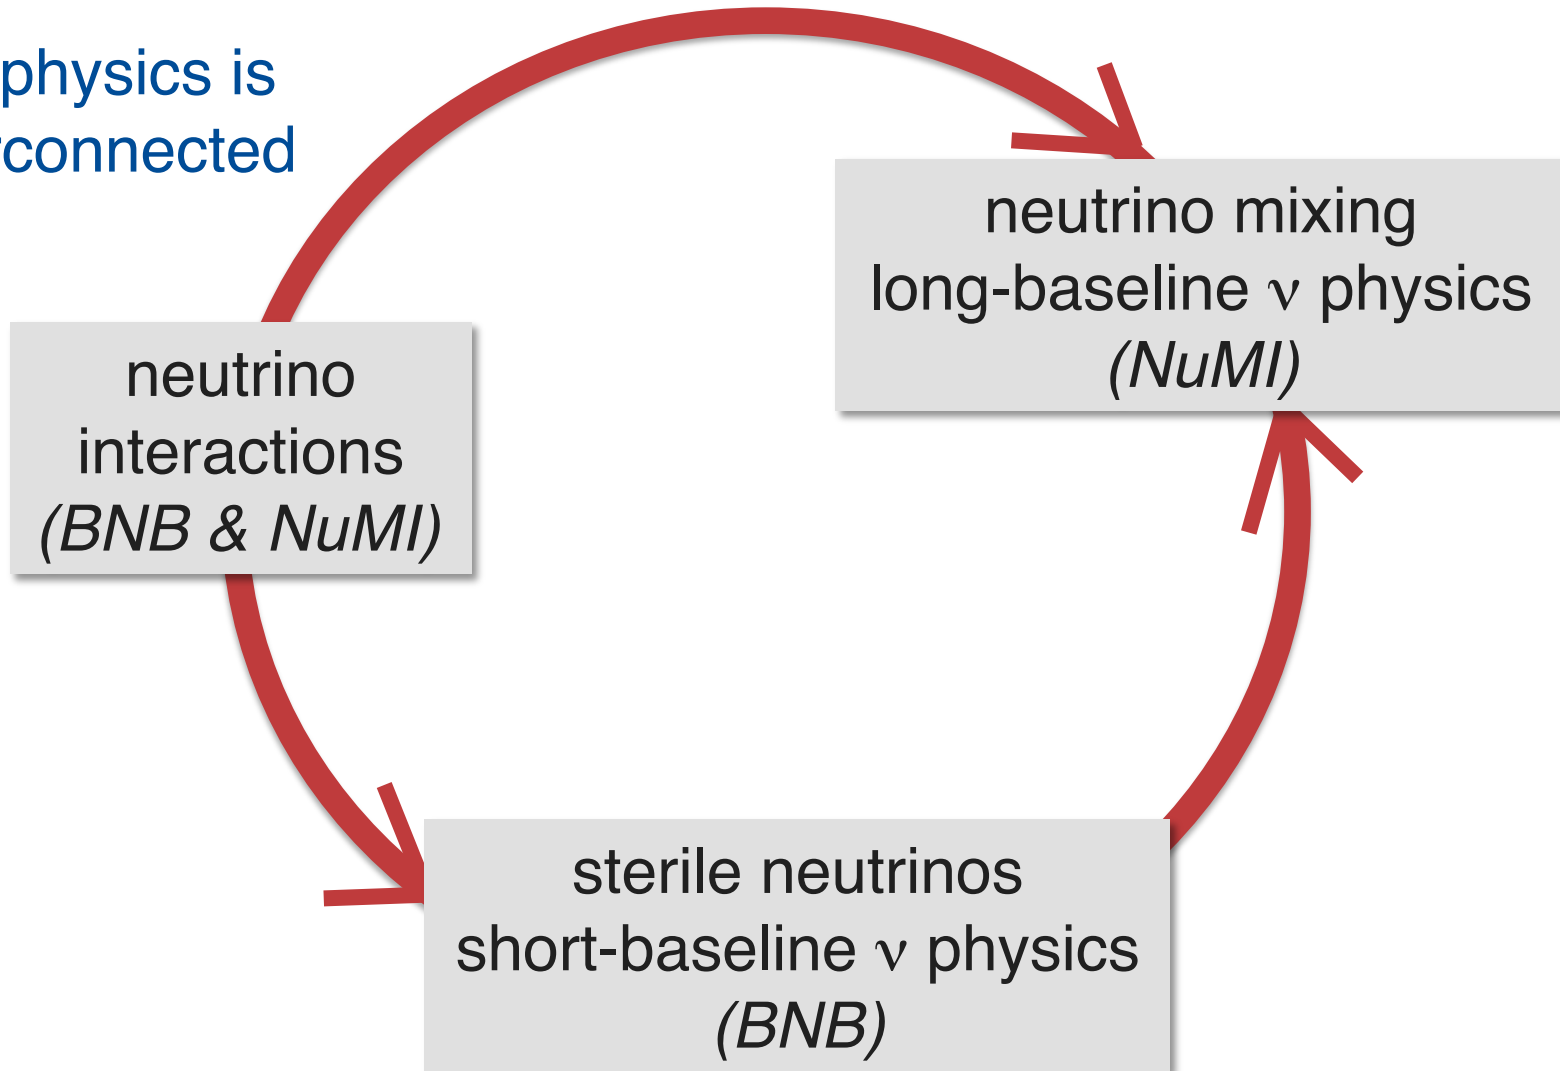 physics is
connected
neutrino mixing
long-baseline ν physics
(NuMI)
neutrino
interactions
(BNB & NuMI)
sterile neutrinos
short-baseline ν physics
(BNB)